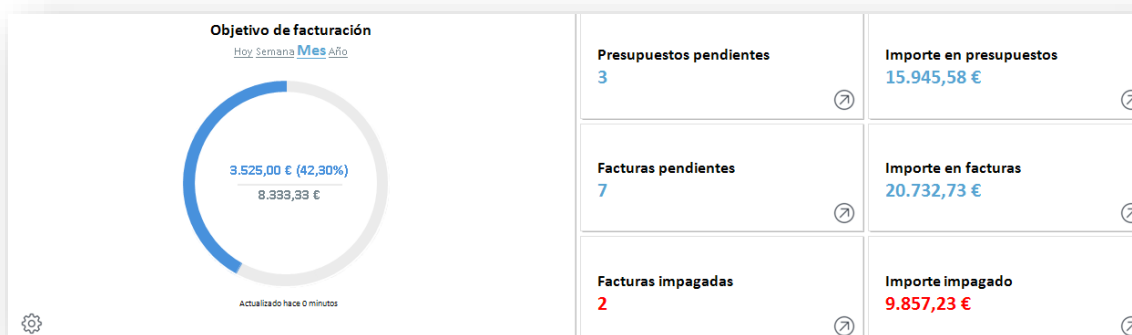 Objetivo de facturación
Hoy Semana Mes Año
3.525,00 € (42,30%)
8.333,33 €
Actualizado hace 0 minutos
Presupuestos pendientes
3
Importe en presupuestos
15.945,58 €
Facturas pendientes
7
Importe en facturas
20.732,73 €
Facturas impagadas
2
Importe impagado
9.857,23 €